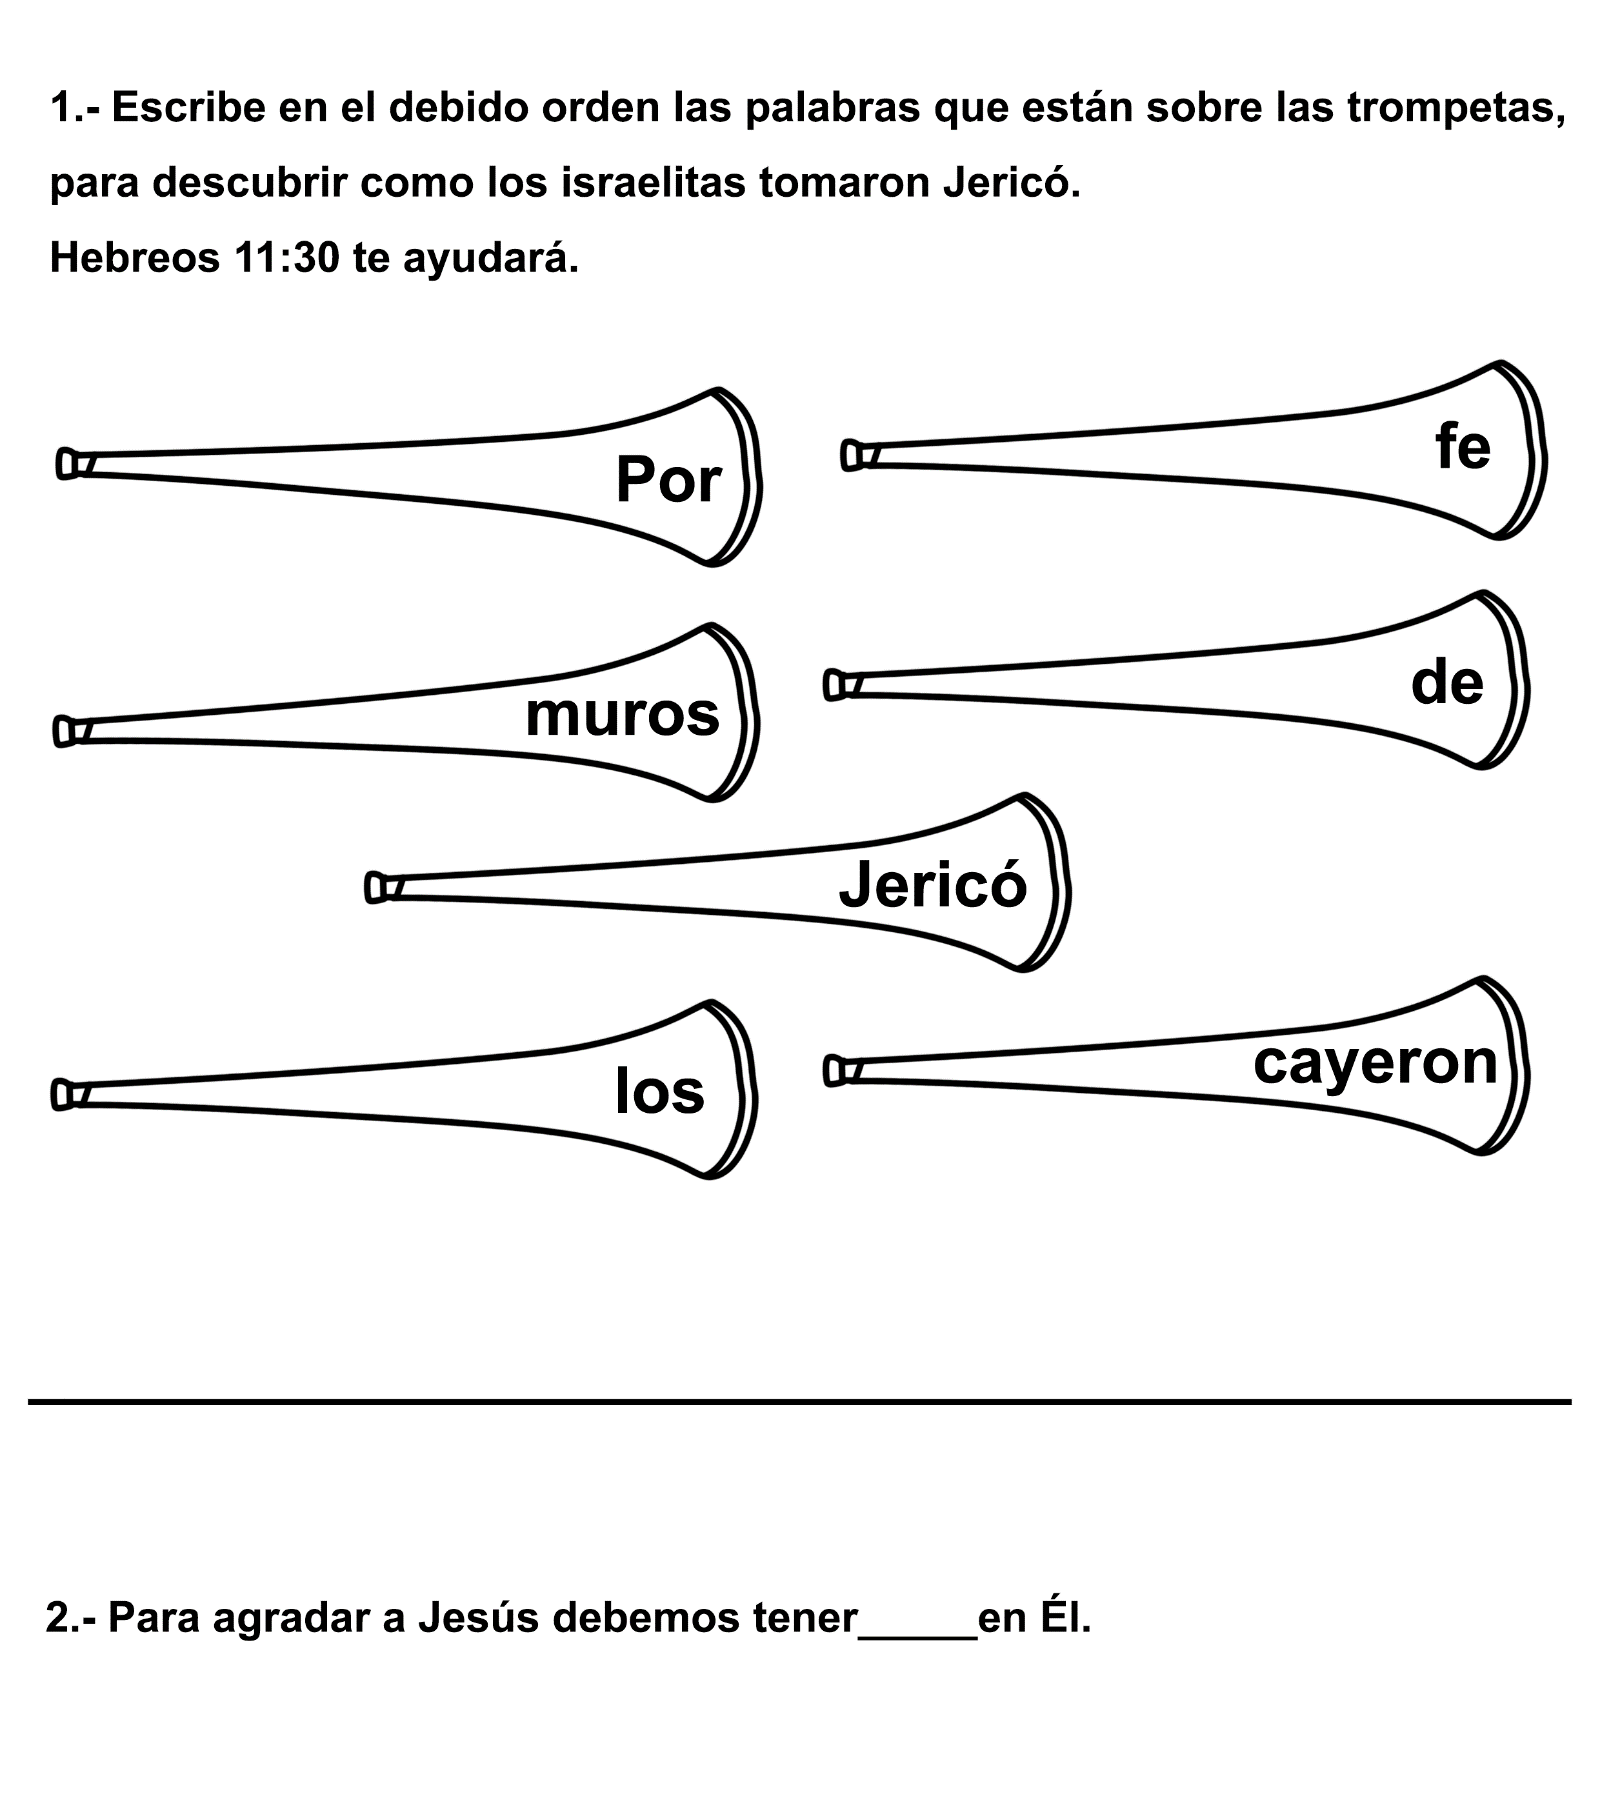 1.- Escribe en el debido orden las palabras que están sobre las trompetas,
para descubrir como los israelitas tomaron Jericó.
Hebreos 11:30 te ayudará.
Por
fe
muros
de
Jericó
los
cayeron
2.- Para agradar a Jesús debemos tener_____en Él.